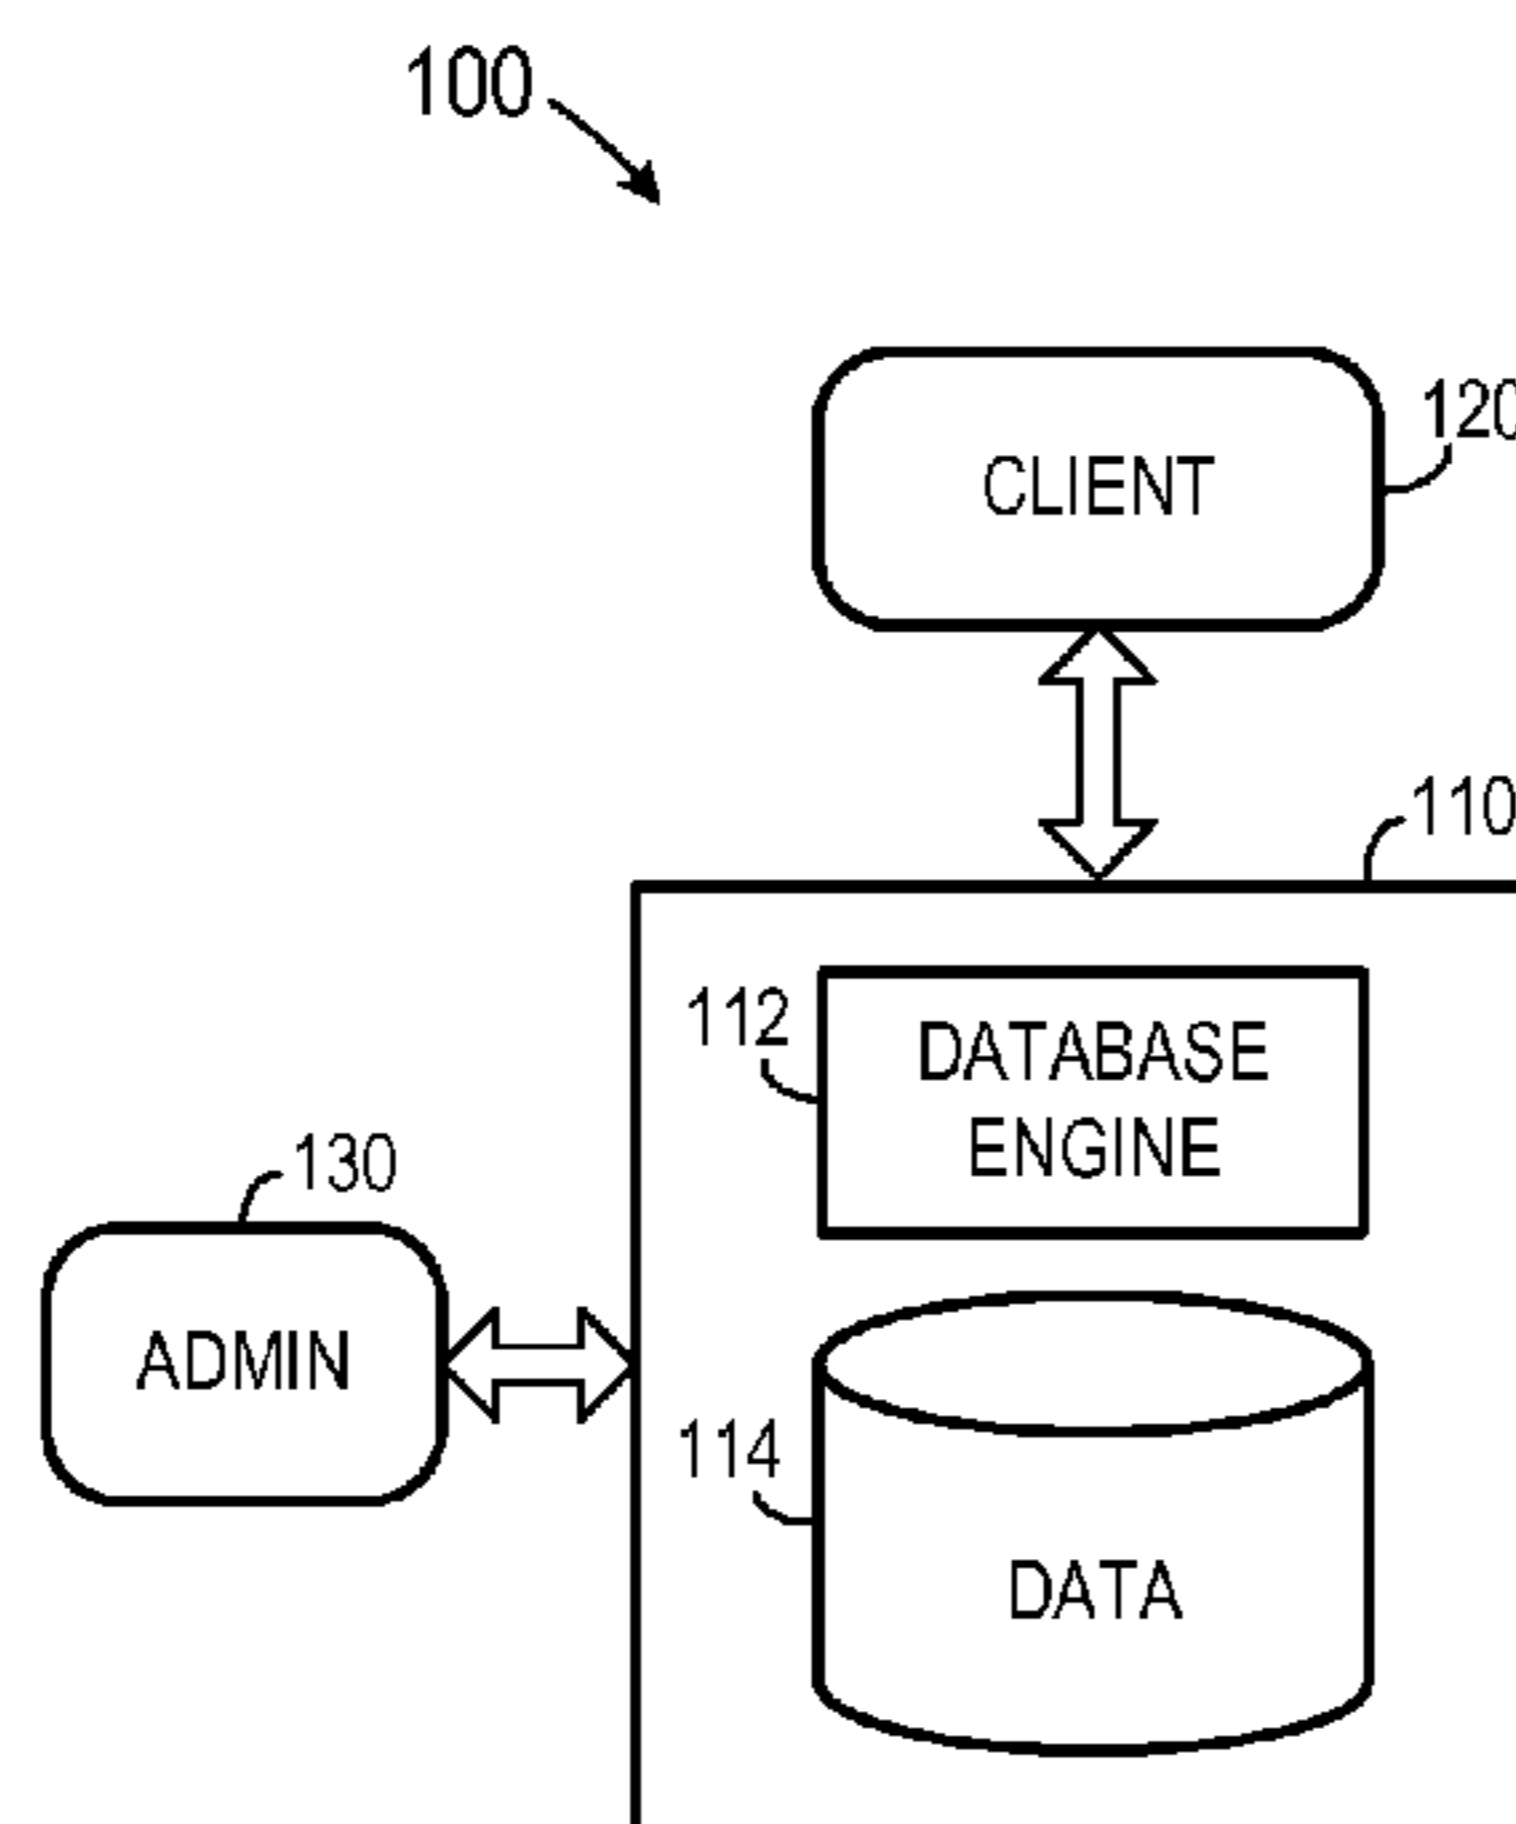 100
CLIENT
120
110
112
DATABASE
ENGINE
130
ADMIN
114
DATA